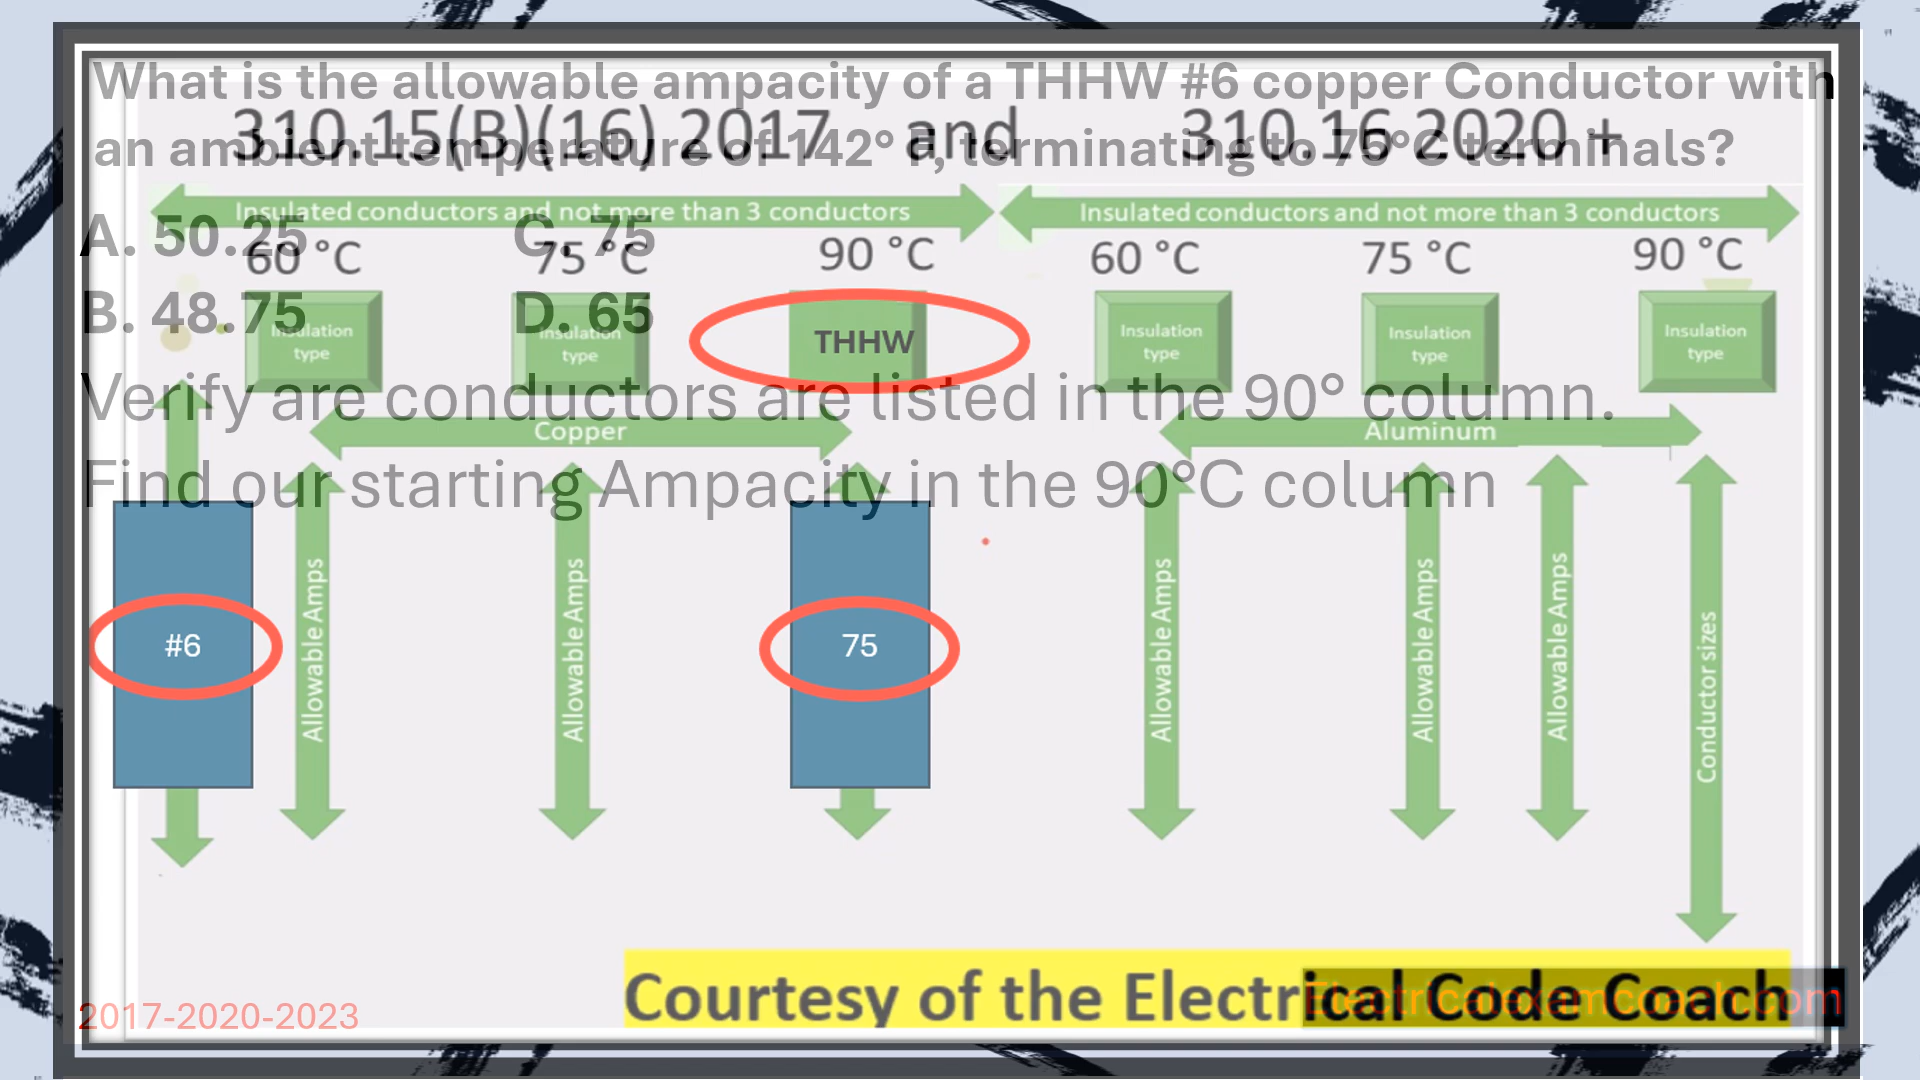 What is the allowable ampacity of a THHW #6 copper Conductor with
an ambient temperature of 142° F, terminating to 75°C terminals?
310.15(B)(16) 2017 and 310.16 2020 +
Insulated conductors and not more than 3 conductors
Insulated conductors and not more than 3 conductors
A. 50.25 C. 75
60 °C 75 °C 90 °C 60 °C 75 °C 90 °C
B. 48.75 D. 65
Insulation type
Insulation type
THHW
Insulation type
Insulation type
Insulation type
Verify are conductors are listed in the 90° column.
Copper
Aluminum
Find our starting Ampacity in the 90°C column
#6
Allowable Amps
Allowable Amps
75
Allowable Amps
Allowable Amps
Allowable Amps
Conductor sizes
Courtesy of the Electrical Code Coach
Electricalexamcoach.com
2017-2020-2023